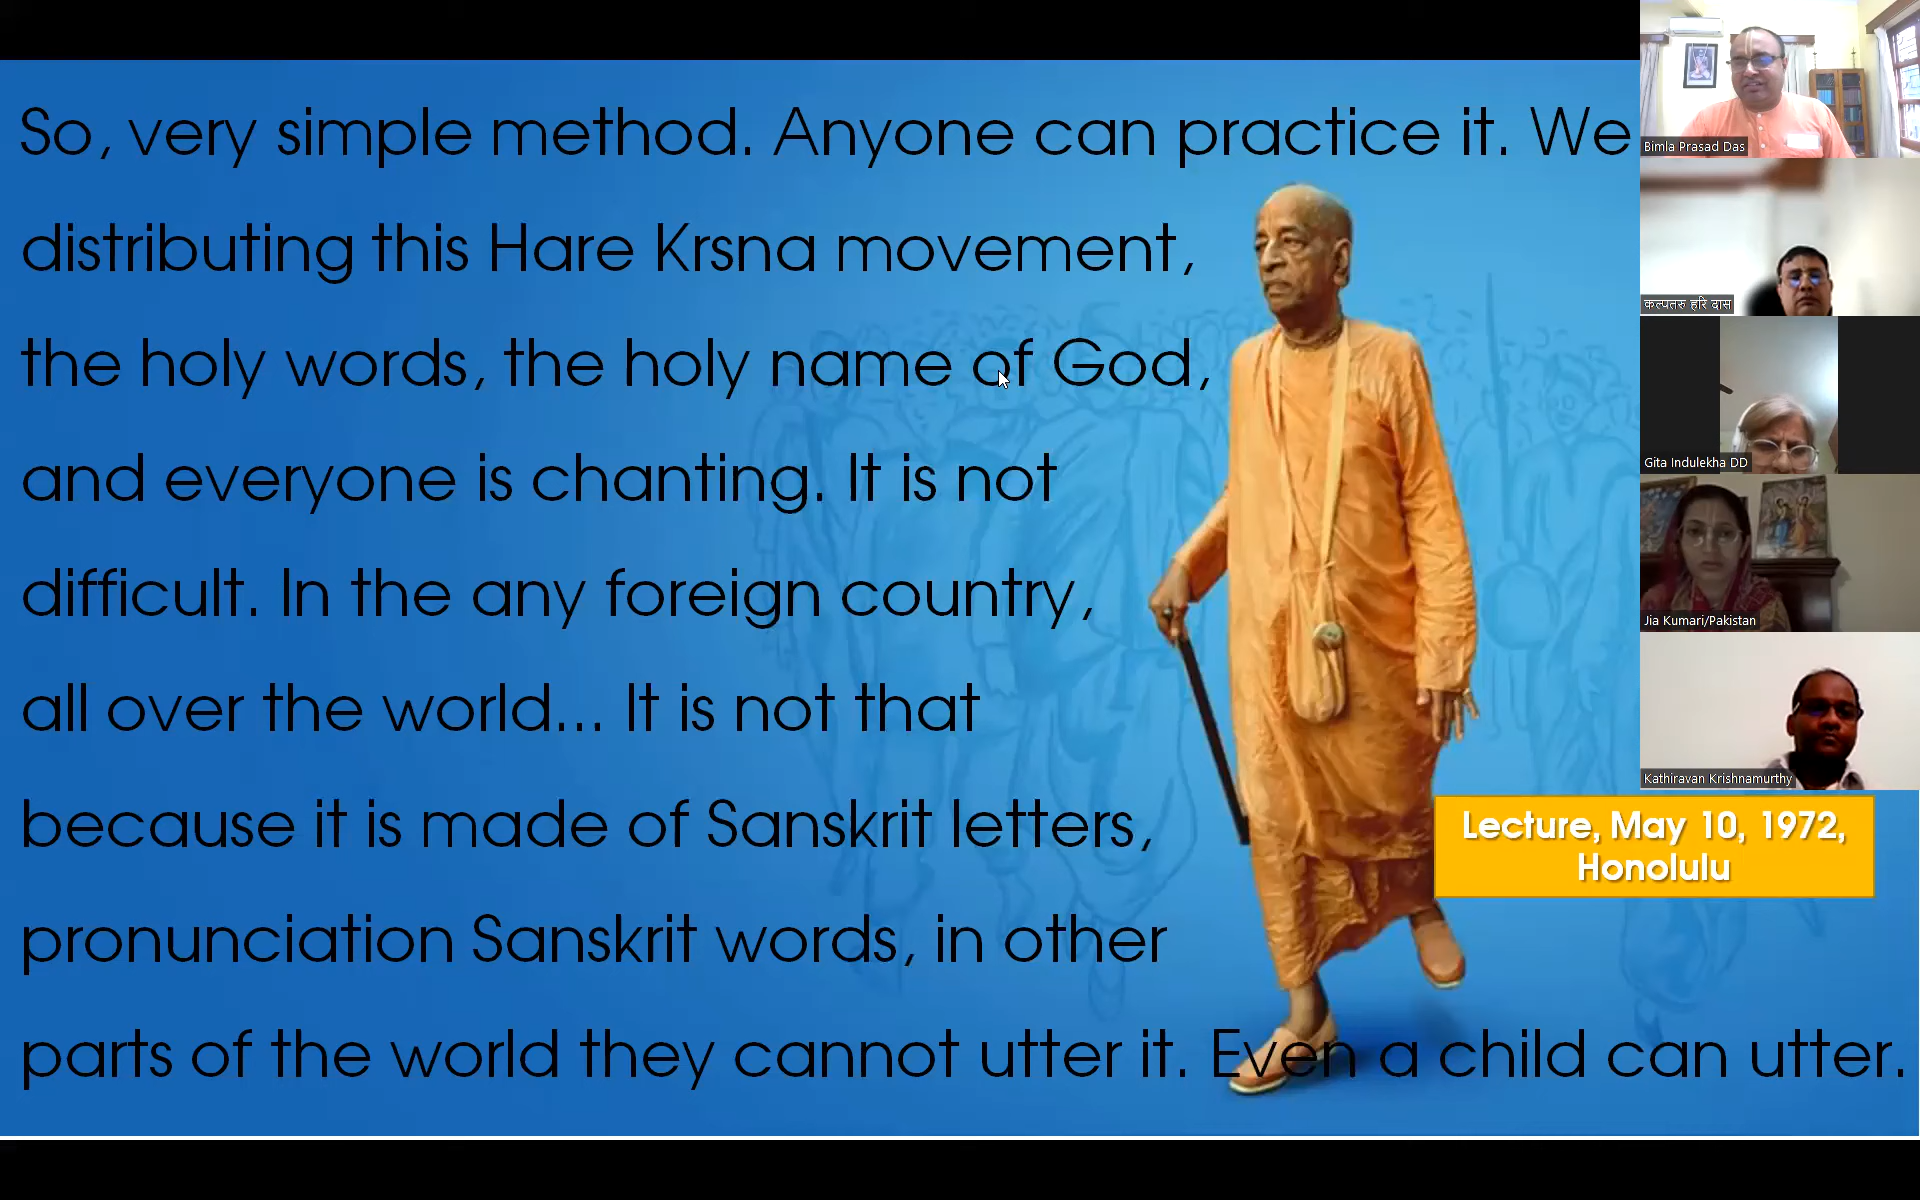 So, very simple method. Anyone can practice it. We
distributing this Hare Krsna movement,
the holy words, the holy name of God,
and everyone is chanting. It is not
difficult. In the any foreign country,
all over the world... It is not that
because it is made of Sanskrit letters,
pronunciation Sanskrit words, in other
parts of the world they cannot utter it. Even a child can utter.
Lecture, May 10, 1972,
Honolulu
Bimla Prasad Das
कल्पतरु हरि दास
Gita Indulekha DD
Jia Kumari/Pakistan
Kathiravan Krishnamurthy